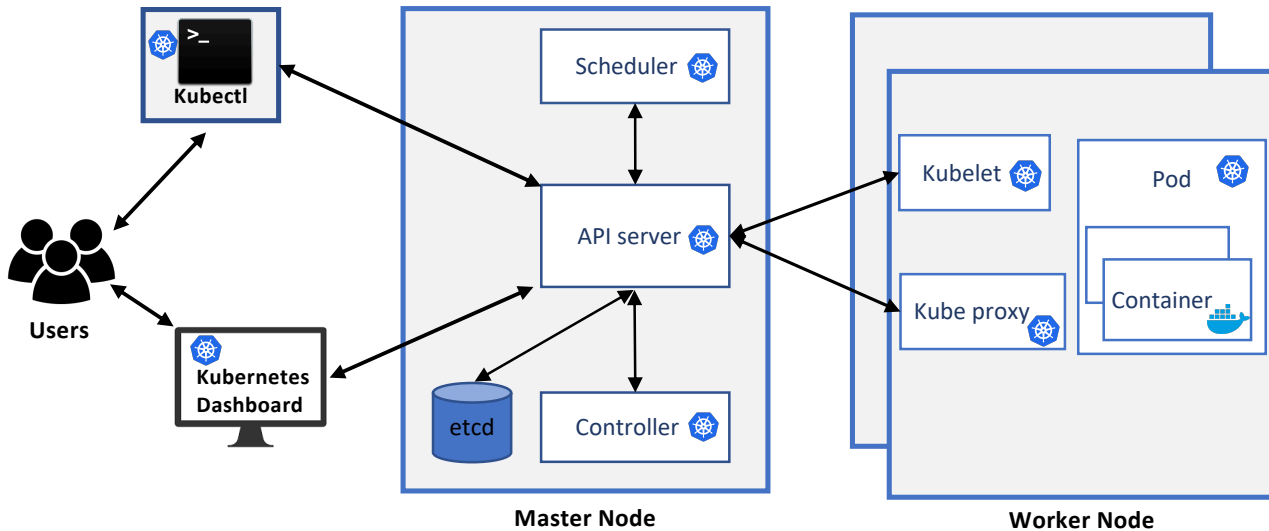 >_
Kubectl
Users
Kubernetes
Dashboard
Scheduler
API server
etcd
Controller
Master Node
Kubelet
Kube proxy
Pod
Container
Worker Node